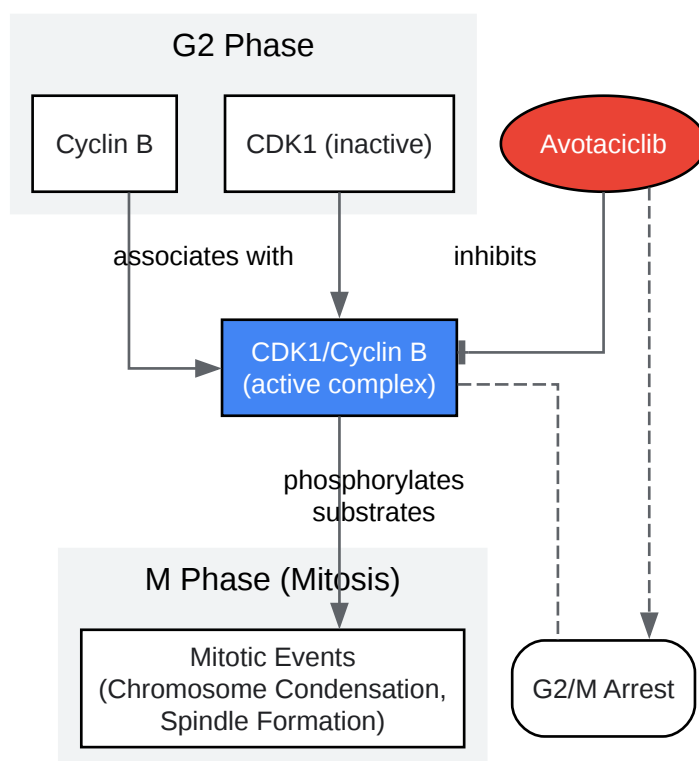 G2 Phase
Cyclin B
CDK1 (inactive)
Avotaciclib
associates with
inhibits
CDK1/Cyclin B
(active complex)
phosphorylates
substrates
M Phase (Mitosis)
Mitotic Events
(Chromosome Condensation,
Spindle Formation)
G2/M Arrest